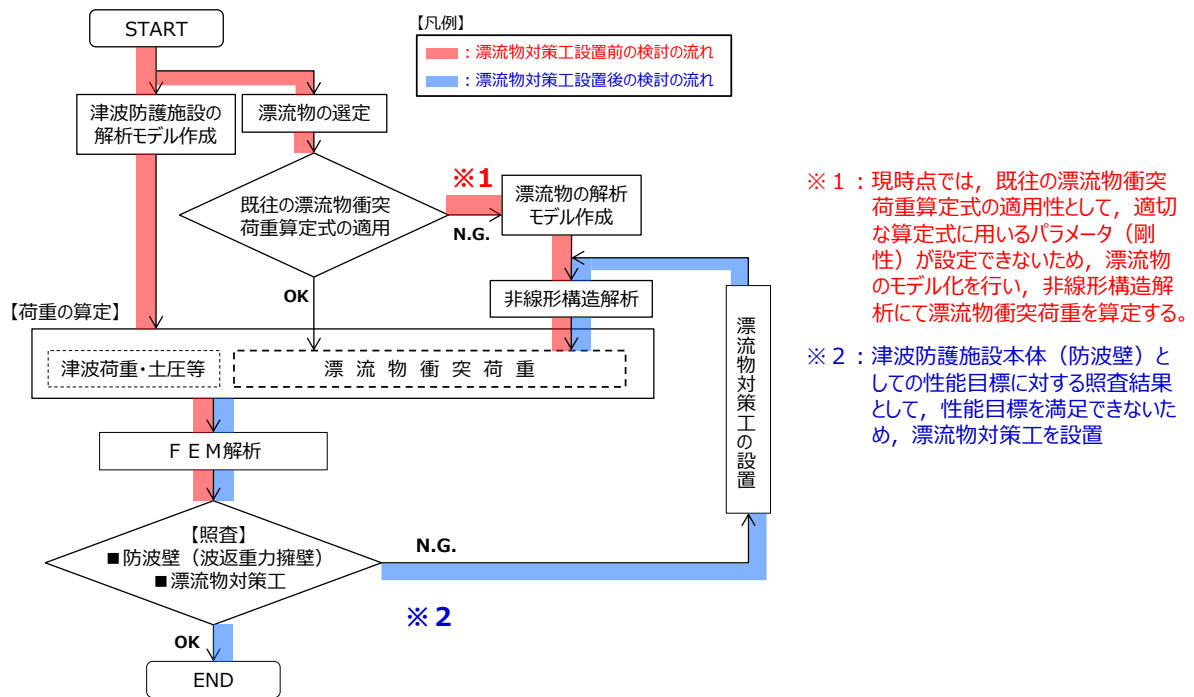 START
【凡例】
：漂流物対策工設置前の検討の流れ
：漂流物対策工設置後の検討の流れ
津波防護施設の
解析モデル作成
漂流物の選定
既往の漂流物衝突
荷重算定式の適用
※1
N.G.
OK
漂流物の解析
モデル作成
非線形構造解析
【荷重の算定】
津波荷重・土圧等
漂流物衝突荷重
漂流物対策工の設置
ＦＥＭ解析
【照査】
■防波壁（波返重力擁壁）
■漂流物対策工
N.G.
※2
OK
END
※１：現時点では，既往の漂流物衝突
荷重算定式の適用性として，適切
な算定式に用いるパラメータ（剛
性）が設定できないため，漂流物
のモデル化を行い，非線形構造解
析にて漂流物衝突荷重を算定する。
※２：津波防護施設本体（防波壁）と
しての性能目標に対する照査結果
として，性能目標を満足できないた
め，漂流物対策工を設置